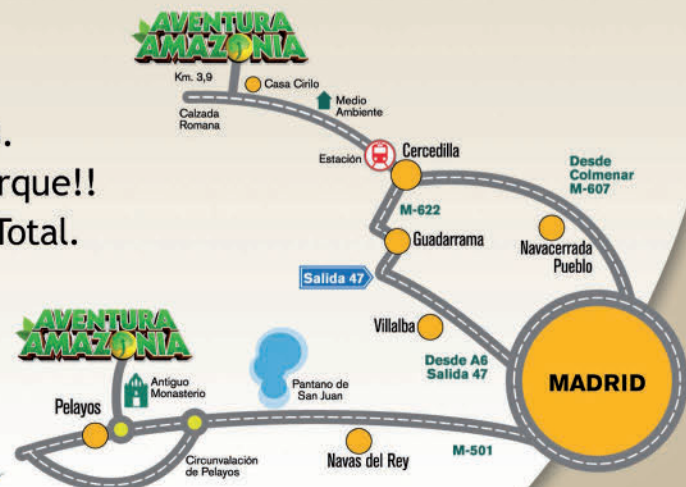 AVENTURA
AMAZONIA
Km. 3,9
Casa Cirilo
Calzada
Romana
Medio
Ambiente
Estación
Cercedilla
Desde
Colmenar
M-607
rque!!
Total.
M-622
Guadarrama
Navacerrada
Pueblo
Salida 47
Villalba
Desde A6
Salida 47
MADRID
AVENTURA
AMAZONIA
Antiguo
Monasterio
Pantano de
San Juan
Pelayos
Circunvalación
de Pelayos
Navas del Rey
M-501